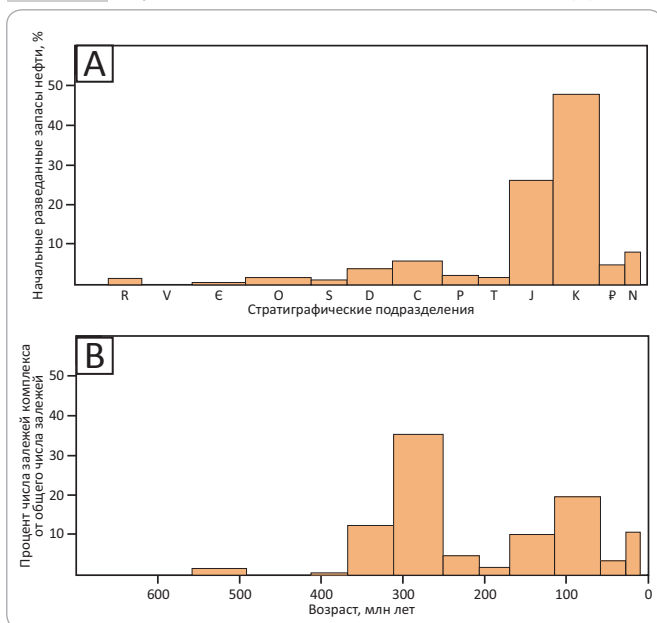 A
Начальные разведанные запасы нефти, %
50
40
30
20
10
R V Є O S D C P T J K ₽ N
Стратиграфические подразделения
B
Процент числа залежей комплекса
от общего числа залежей
50
40
30
20
10
600 500 400 300 200 100 0
Возраст, млн лет